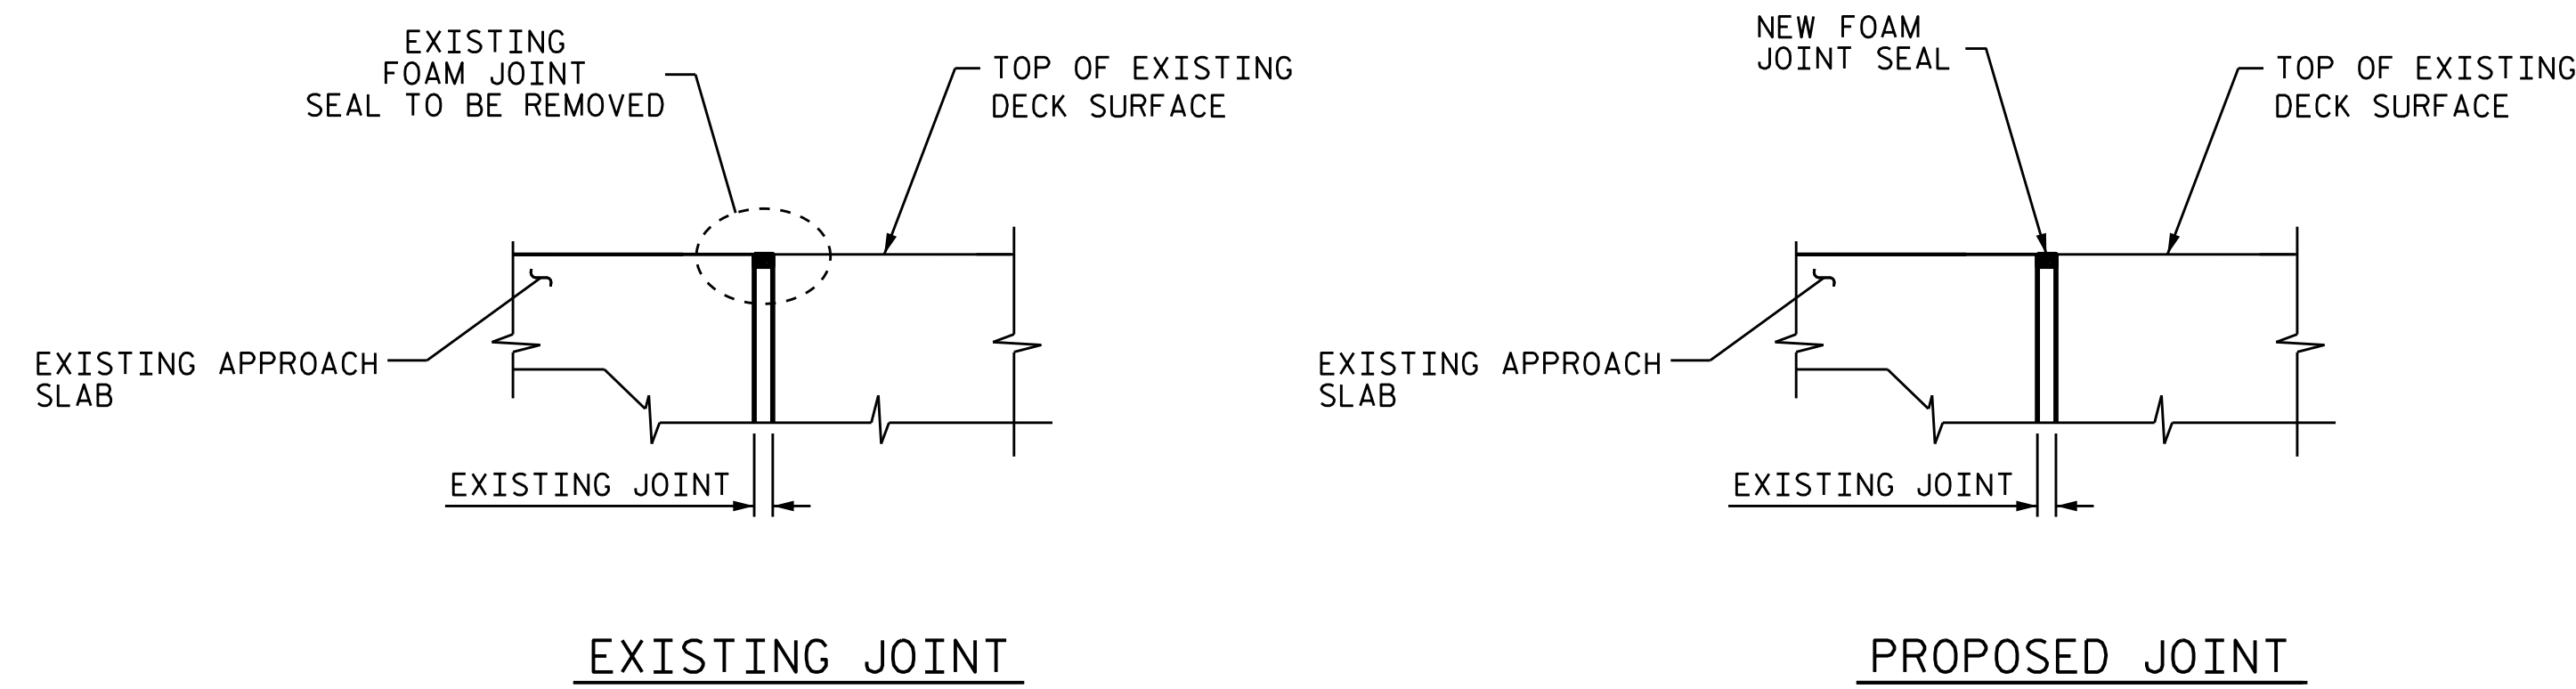 EXISTING
FOAM JOINT
SEAL TO BE REMOVED
TOP OF EXISTING
DECK SURFACE
EXISTING APPROACH
SLAB
EXISTING JOINT
EXISTING JOINT
NEW FOAM
JOINT SEAL
TOP OF EXISTING
DECK SURFACE
EXISTING APPROACH
SLAB
EXISTING JOINT
PROPOSED JOINT